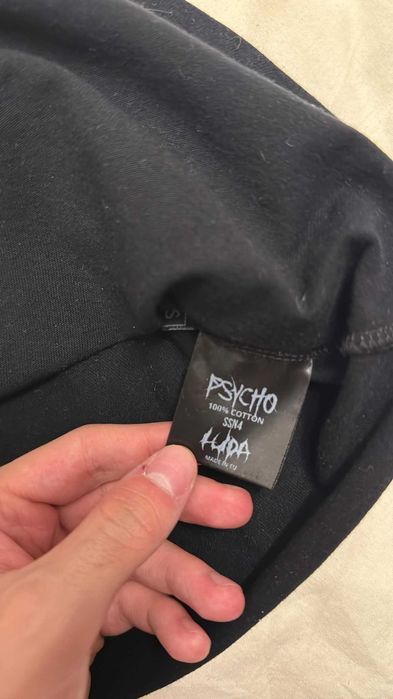 S
PSYCHO
100% COTTON
SSN4
LUDA
MADE IN EU